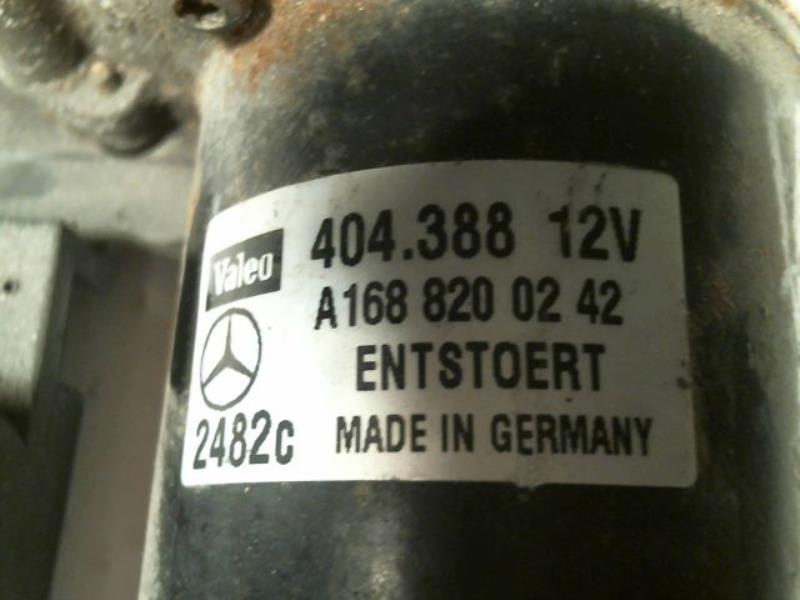 Valeo 404.388 12V
A168 820 02 42
ENTSTOERT
2482C MADE IN GERMANY